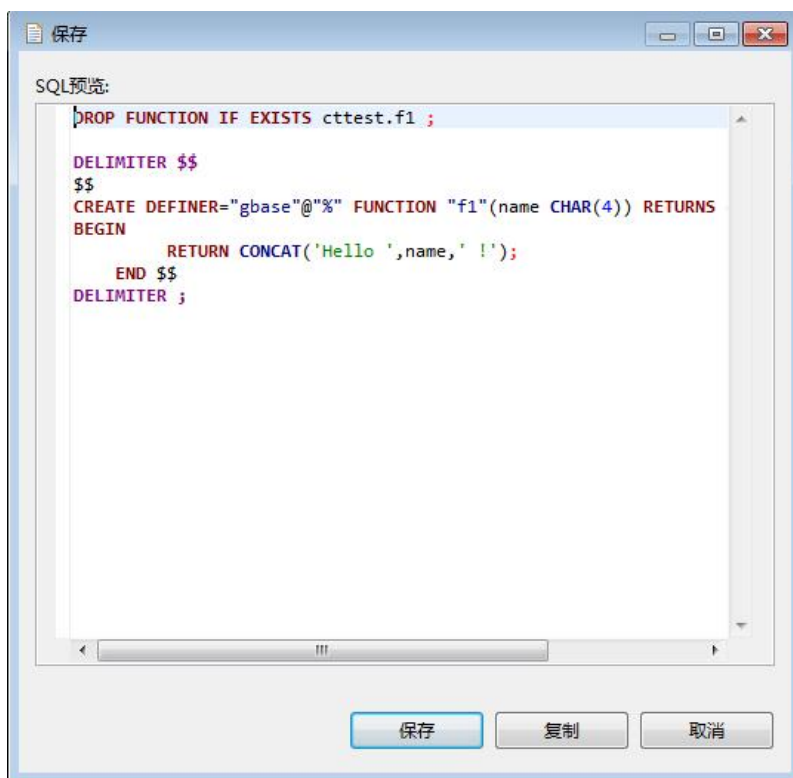 保存
SQL预览:
DROP FUNCTION IF EXISTS cttest.f1 ;
DELIMITER $$
$$
CREATE DEFINER="gbase"@"%" FUNCTION "f1"(name CHAR(4)) RETURNS
BEGIN
RETURN CONCAT('Hello ',name,' !');
END $$
DELIMITER ;
保存 复制 取消